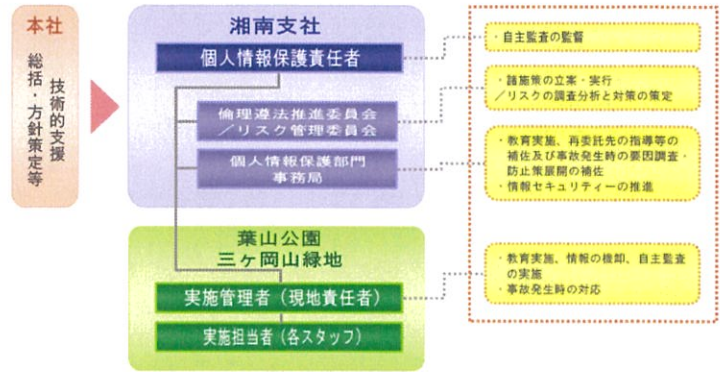 本社
技術的支援
総括・方針策定等
湘南支社
個人情報保護責任者
倫理遵法推進委員会
／リスク管理委員会
個人情報保護部門
事務局
葉山公園
三ヶ岡山緑地
実施管理者（現地責任者）
実施担当者（各スタッフ）
・自主監査の監督
・諸施策の立案・実行
／リスクの調査分析と対策の策定
・教育実施、再委託先の指導等の
補佐及び事故発生時の要因調査・
防止策展開の補佐
・情報セキュリティーの推進
・教育実施、情報の棚卸、自主監査
の実施
・事故発生時の対応